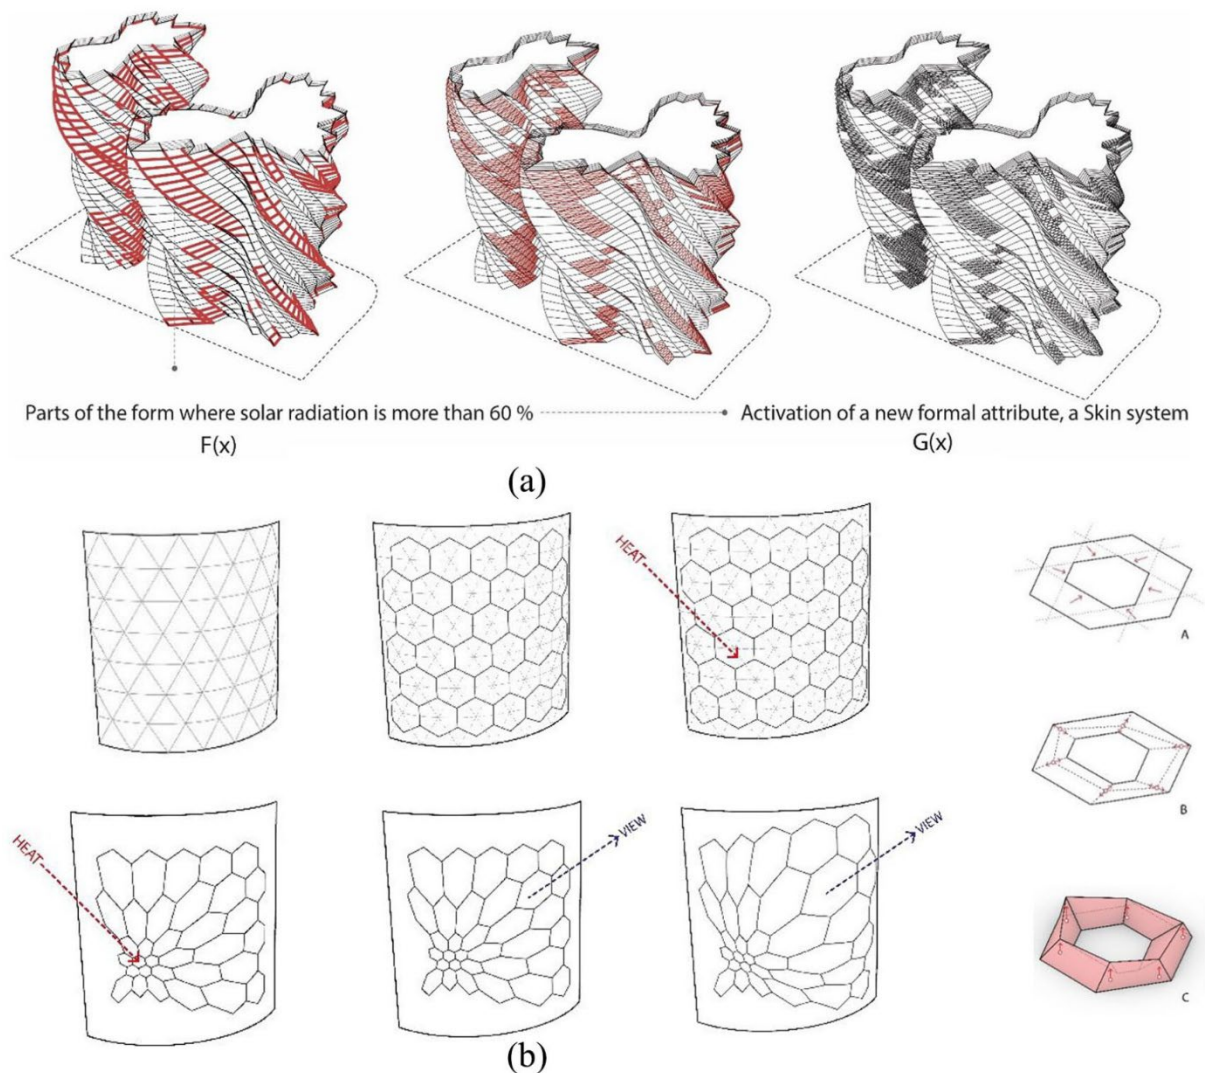 Parts of the form where solar radiation is more than 60 %
Activation of a new formal attribute, a Skin system
F(x)
G(x)
(a)
HEAT
A
B
HEAT
VIEW
VIEW
C
(b)